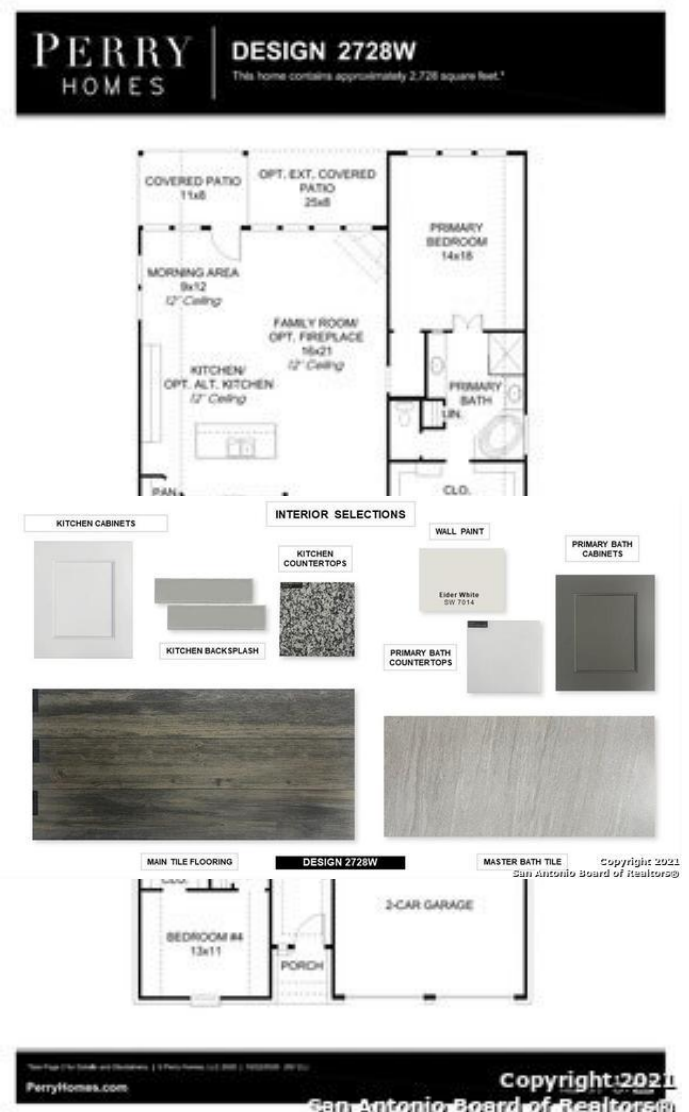 PERRY
HOMES
DESIGN 2728W
This home contains approximately 2,728 square feet.*
COVERED PATIO
11x8
OPT. EXT. COVERED
PATIO
25x8
PRIMARY
BEDROOM
14x18
MORNING AREA
9x12
12' Ceiling
FAMILY ROOM/
OPT. FIREPLACE
16x21
12' Ceiling
KITCHEN/
OPT. ALT. KITCHEN
12' Ceiling
PRIMARY
BATH
LIN.
PAN.
CLO.
INTERIOR SELECTIONS
KITCHEN CABINETS
WALL PAINT
KITCHEN
COUNTERTOPS
PRIMARY BATH
CABINETS
Eider White
SW 7014
KITCHEN BACKSPLASH
PRIMARY BATH
COUNTERTOPS
MAIN TILE FLOORING
DESIGN 2728W
MASTER BATH TILE
Copyright 2021
San Antonio Board of Realtors®
CLO.
2-CAR GARAGE
BEDROOM #4
13x11
PORCH
PerryHomes.com
Copyright 2021
San Antonio Board of Realtors®